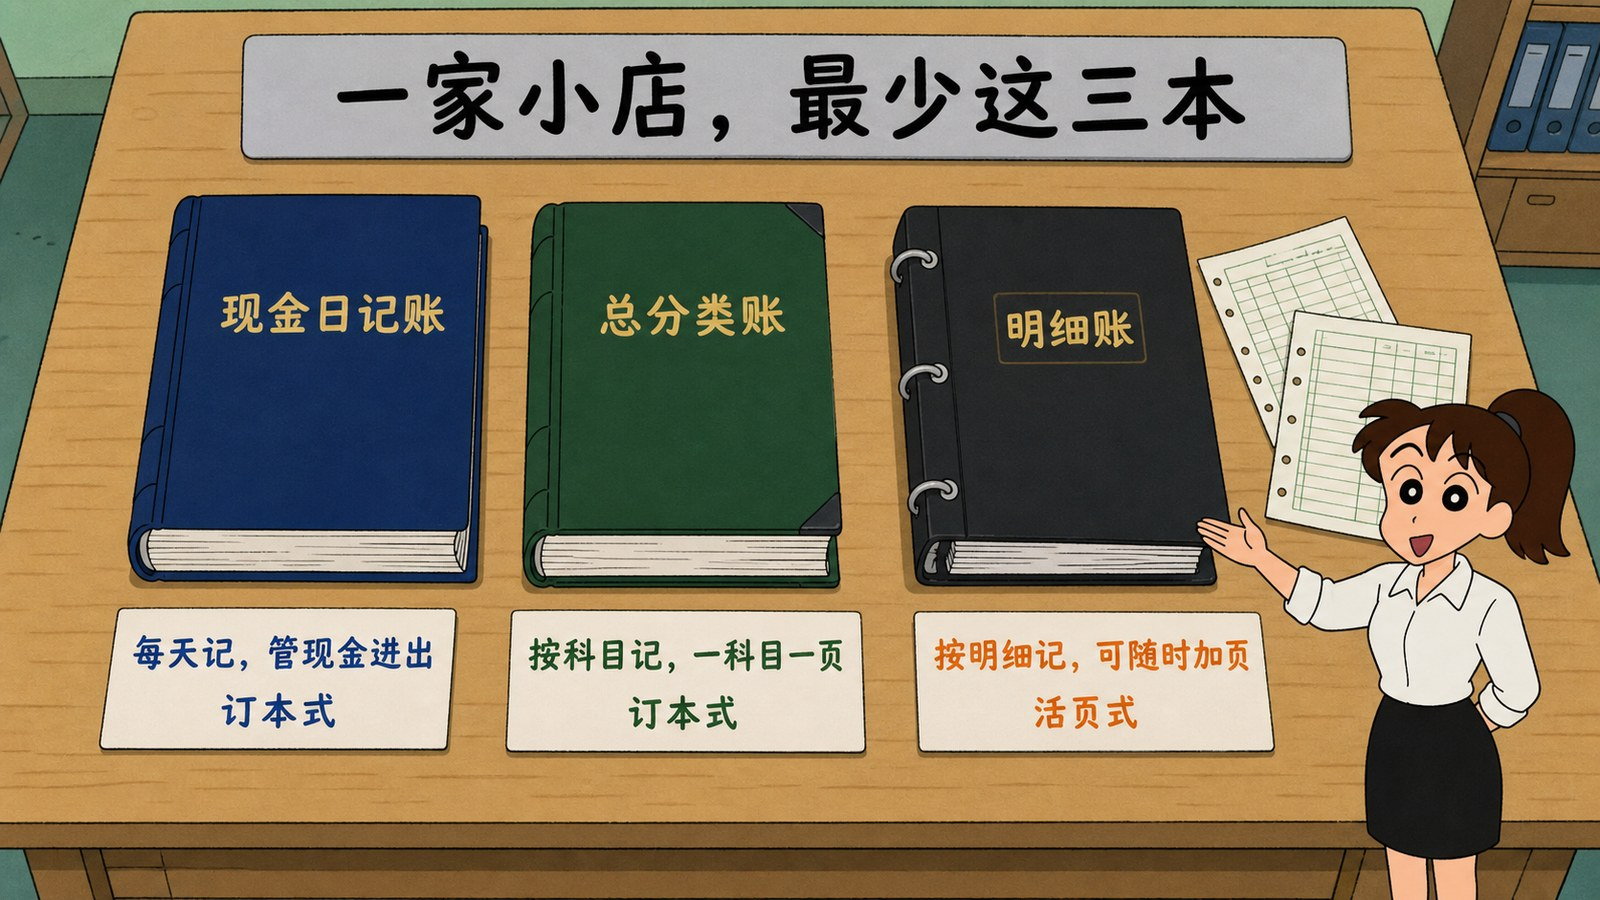 一家小店，最少这三本
现金日记账
总分类账
明细账
每天记，管现金进出
订本式
按科目记，一科目一页
订本式
按明细记，可随时加页
活页式